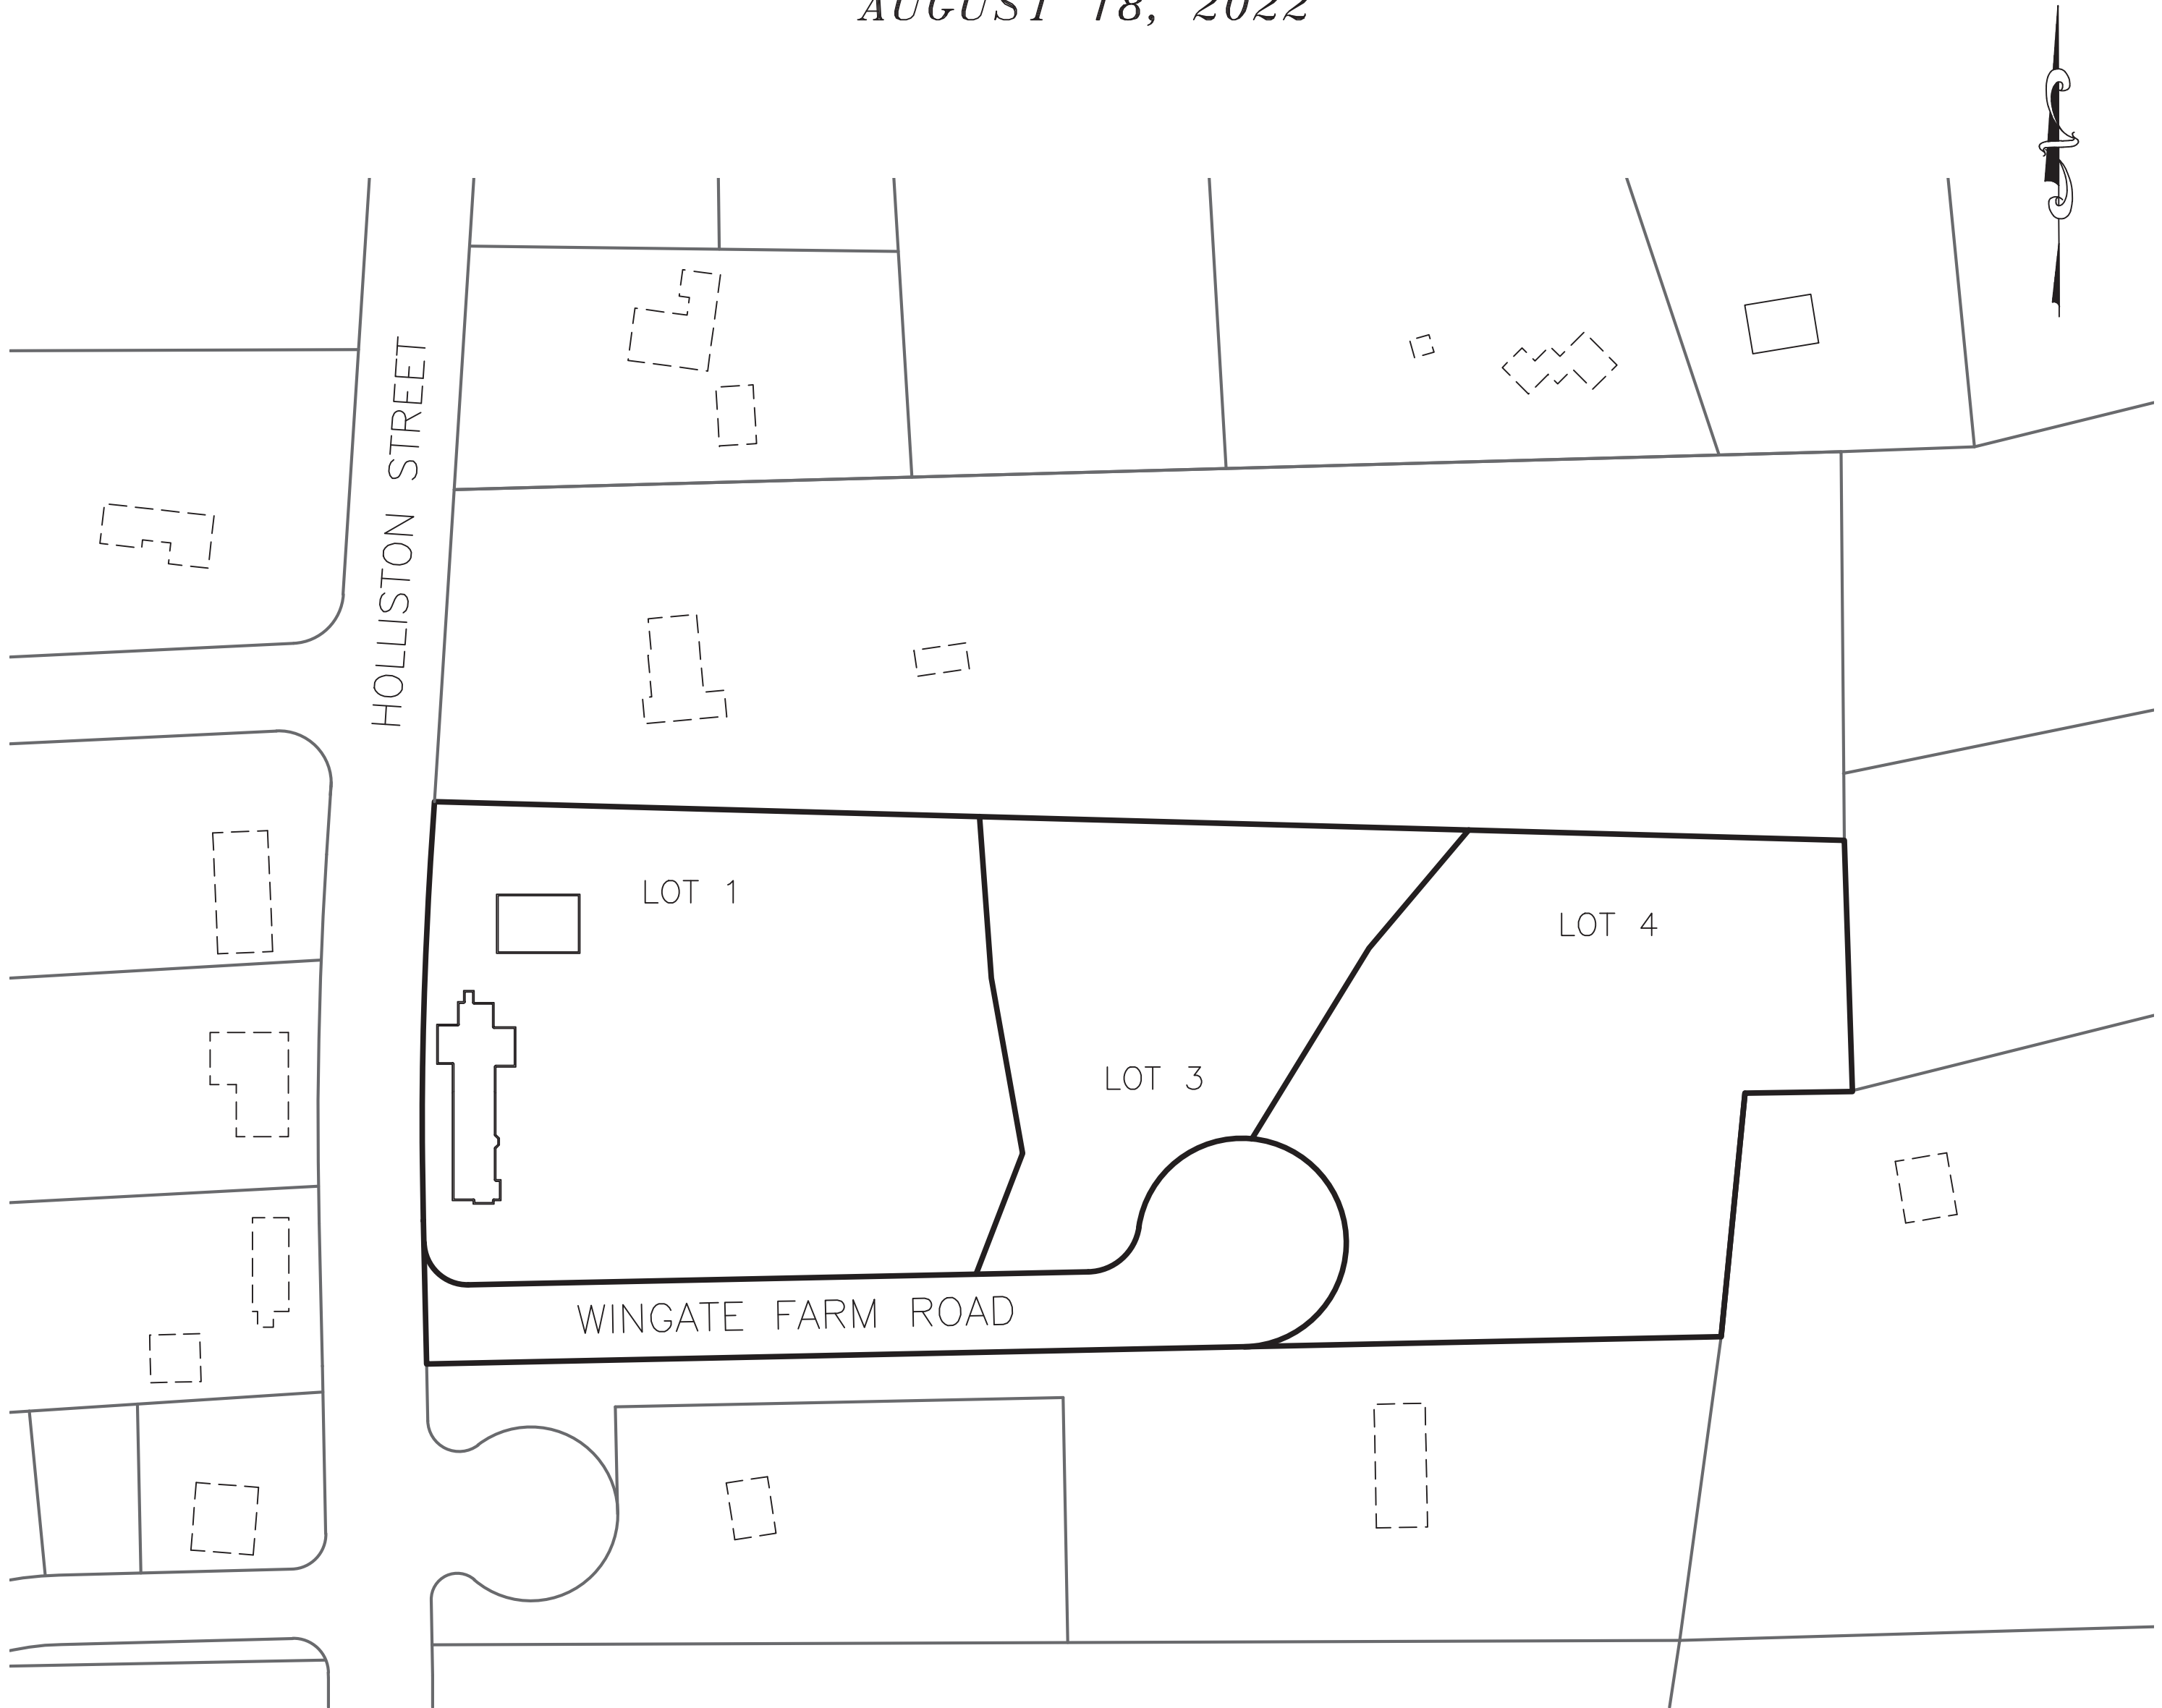 AUGUST 18, 2022
HOLLISTON STREET
LOT 1
LOT 4
LOT 3
WINGATE FARM ROAD